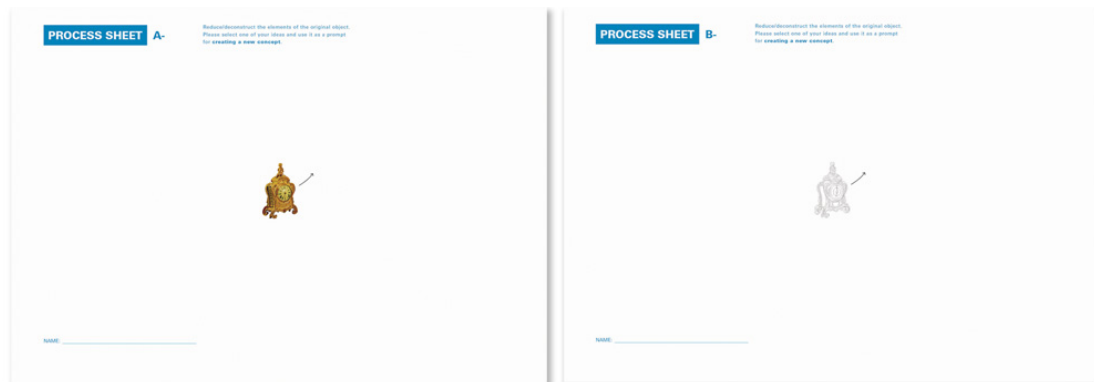 PROCESS SHEET A-
Reduce/deconstruct the elements of the original object.
Please select one of your ideas and use it as a prompt
for creating a new concept.
NAME:
PROCESS SHEET B-
Reduce/deconstruct the elements of the original object.
Please select one of your ideas and use it as a prompt
for creating a new concept.
NAME: